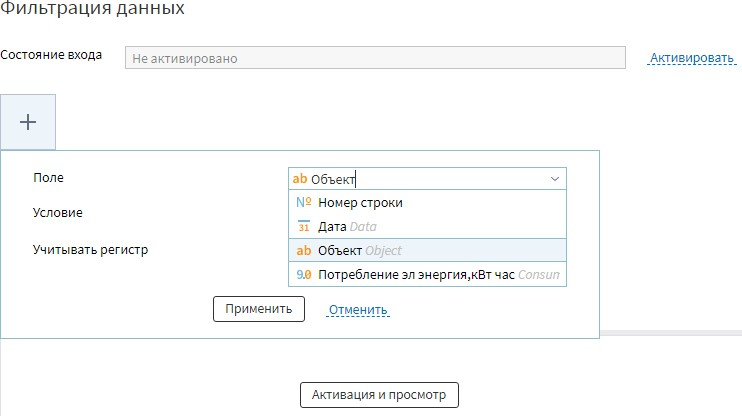 Фильтрация данных
Состояние входа Не активировано Активировать
+
Поле ab Объект
Условие
Учитывать регистр
№ Номер строки
31 Дата Data
ab Объект Object
9.0 Потребление эл энергия,кВт час Consun
Применить Отменить
Активация и просмотр